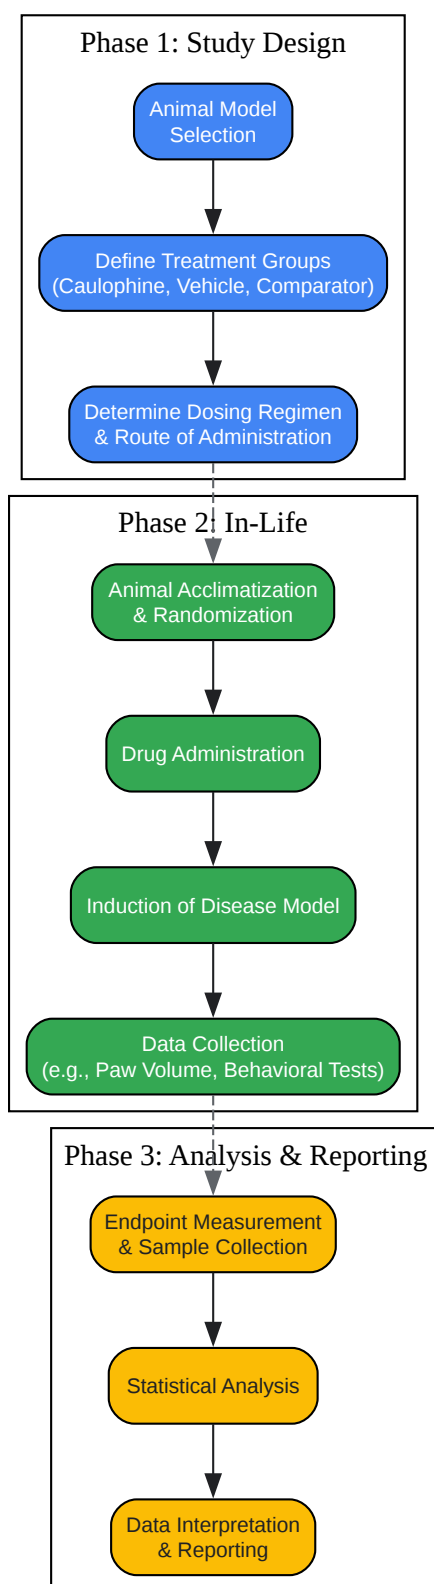 Phase 1: Study Design
Animal Model
Selection
Define Treatment Groups
(Caulophine, Vehicle, Comparator)
Determine Dosing Regimen
& Route of Administration
Phase 2: In-Life
Animal Acclimatization
& Randomization
Drug Administration
Induction of Disease Model
Data Collection
(e.g., Paw Volume, Behavioral Tests)
Phase 3: Analysis & Reporting
Endpoint Measurement
& Sample Collection
Statistical Analysis
Data Interpretation
& Reporting